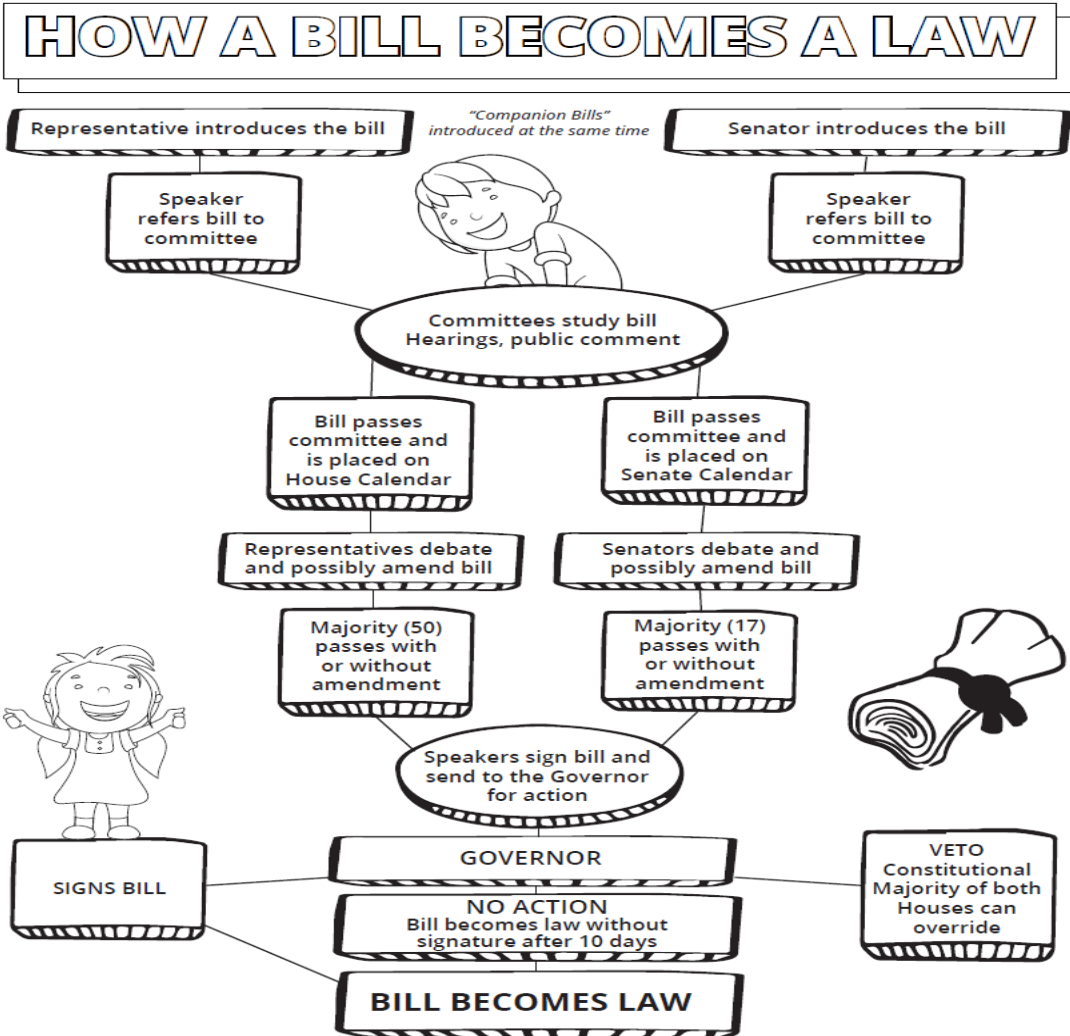 HOW A BILL BECOMES A LAW
Representative introduces the bill
"Companion Bills"
introduced at the same time
Senator introduces the bill
Speaker
refers bill to
committee
Speaker
refers bill to
committee
Committees study bill
Hearings, public comment
Bill passes
committee and
is placed on
House Calendar
Bill passes
committee and
is placed on
Senate Calendar
Representatives debate
and possibly amend bill
Senators debate and
possibly amend bill
Majority (50)
passes with
or without
amendment
Majority (17)
passes with
or without
amendment
Speakers sign bill and
send to the Governor
for action
GOVERNOR
SIGNS BILL
VETO
Constitutional
Majority of both
Houses can
override
NO ACTION
Bill becomes law without
signature after 10 days
BILL BECOMES LAW